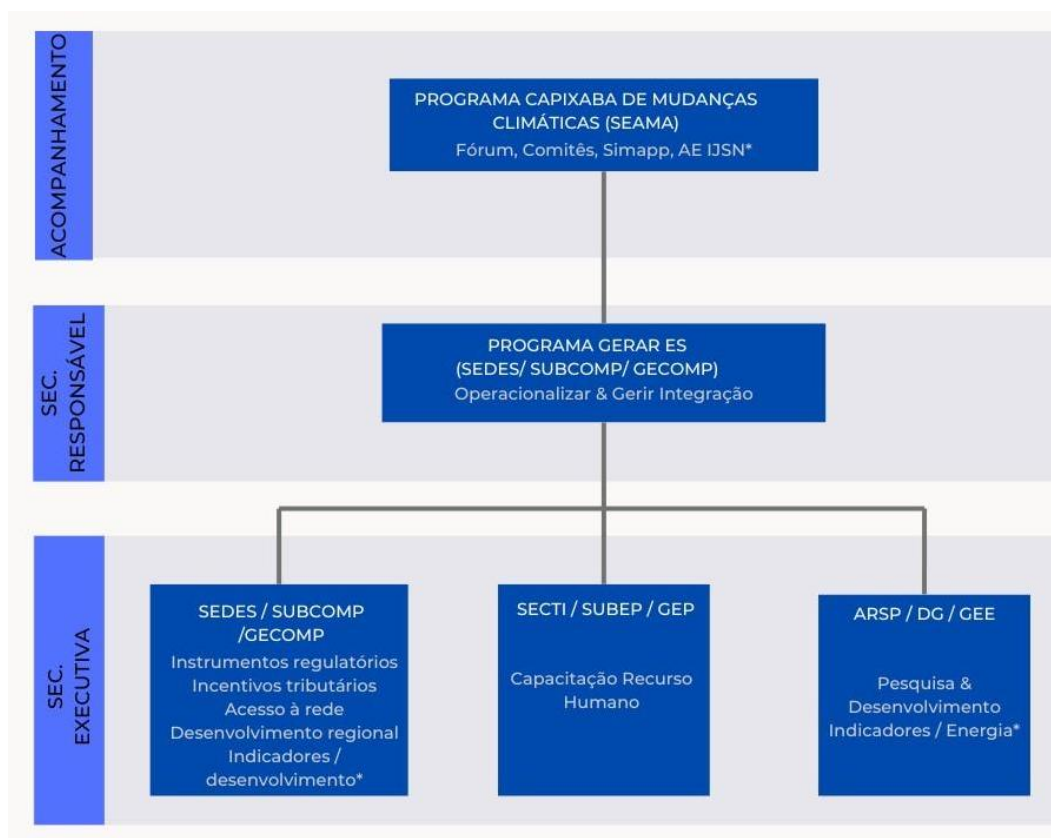 ACOMPANHAMENTO
PROGRAMA CAPIXABA DE MUDANÇAS
CLIMÁTICAS (SEAMA)
Fórum, Comitês, Simapp, AE IJSN*
SEC.
RESPONSÁVEL
PROGRAMA GERAR ES
(SEDES/ SUBCOMP/ GECOMP)
Operacionalizar & Gerir Integração
SEC.
EXECUTIVA
SEDES / SUBCOMP
/GECOMP
Instrumentos regulatórios
Incentivos tributários
Acesso à rede
Desenvolvimento regional
Indicadores /
desenvolvimento*
SECTI / SUBEP / GEP
Capacitação Recurso
Humano
ARSP / DG / GEE
Pesquisa &
Desenvolvimento
Indicadores / Energia*